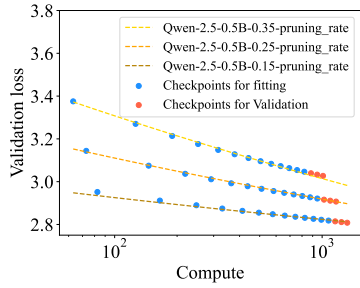 3.8
3.6
3.4
3.2
3.0
2.8
Validation loss
Qwen-2.5-0.5B-0.35-pruning_rate
Qwen-2.5-0.5B-0.25-pruning_rate
Qwen-2.5-0.5B-0.15-pruning_rate
Checkpoints for fitting
Checkpoints for Validation
10²
10³
Compute